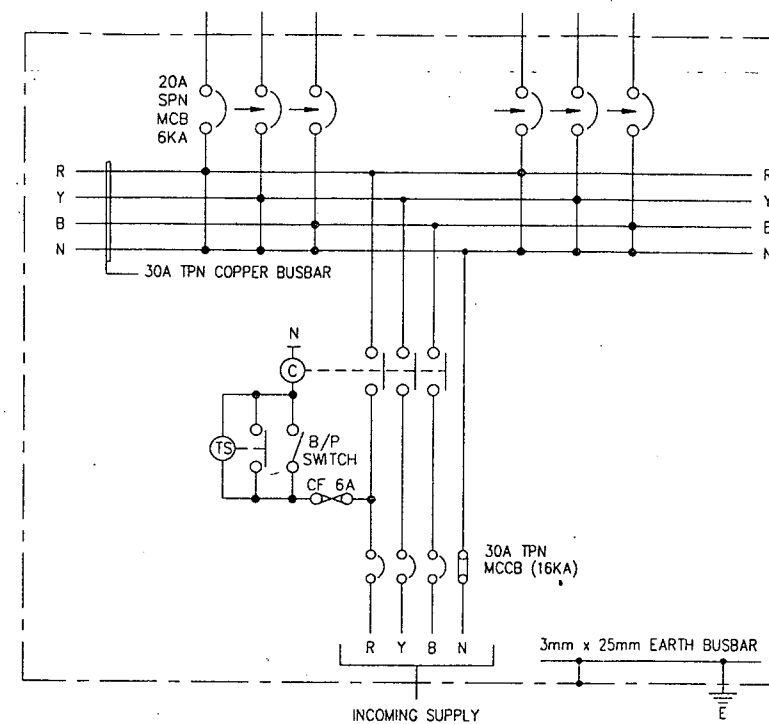 20A
SPN
MCB
6KA
R
Y
B
N
R
Y
B
N
30A TPN COPPER BUSBAR
N
C
TS
B/P
SWITCH
CF 6A
30A TPN
MCCB (16KA)
R Y B N
3mm x 25mm EARTH BUSBAR
INCOMING SUPPLY
E